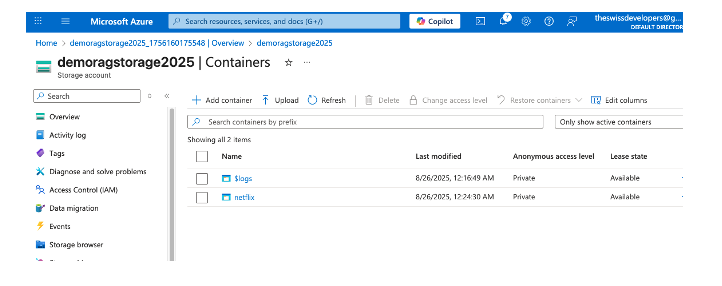 Microsoft Azure
Search resources, services, and docs (G+/)
Copilot
7
theswissdevelopers@g...
DEFAULT DIRECTOR
Home > demoragstorage2025_1756160175548 | Overview > demoragstorage2025
demoragstorage2025 | Containers
Storage account
Search
Add container Upload Refresh Delete Change access level Restore containers Edit columns
Search containers by prefix
Only show active containers
Showing all 2 items
Name Last modified Anonymous access level Lease state
$logs 8/26/2025, 12:16:49 AM Private Available
netflix 8/26/2025, 12:24:30 AM Private Available
Overview
Activity log
Tags
Diagnose and solve problems
Access Control (IAM)
Data migration
Events
Storage browser